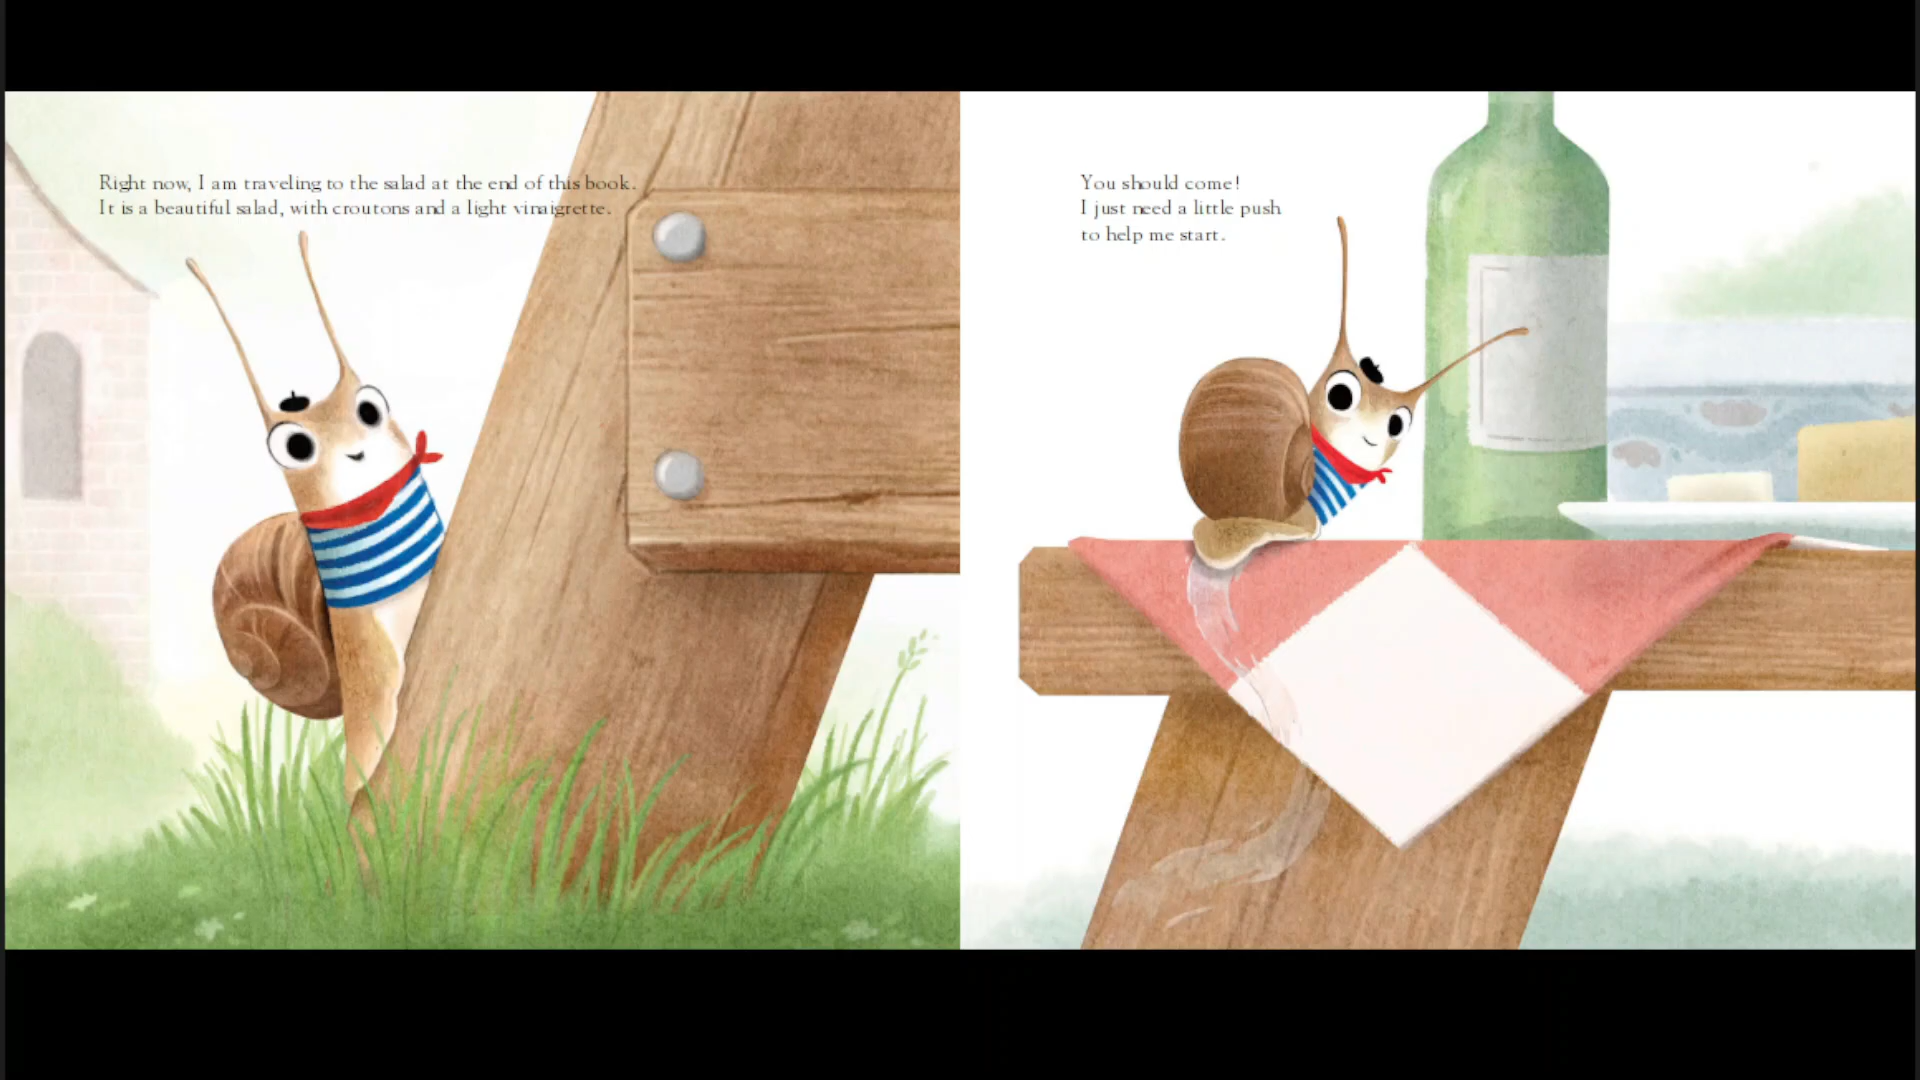 Right now, I am traveling to the salad at the end of this book.
It is a beautiful salad, with croutons and a light vinaigrette.
You should come!
I just need a little push
to help me start.